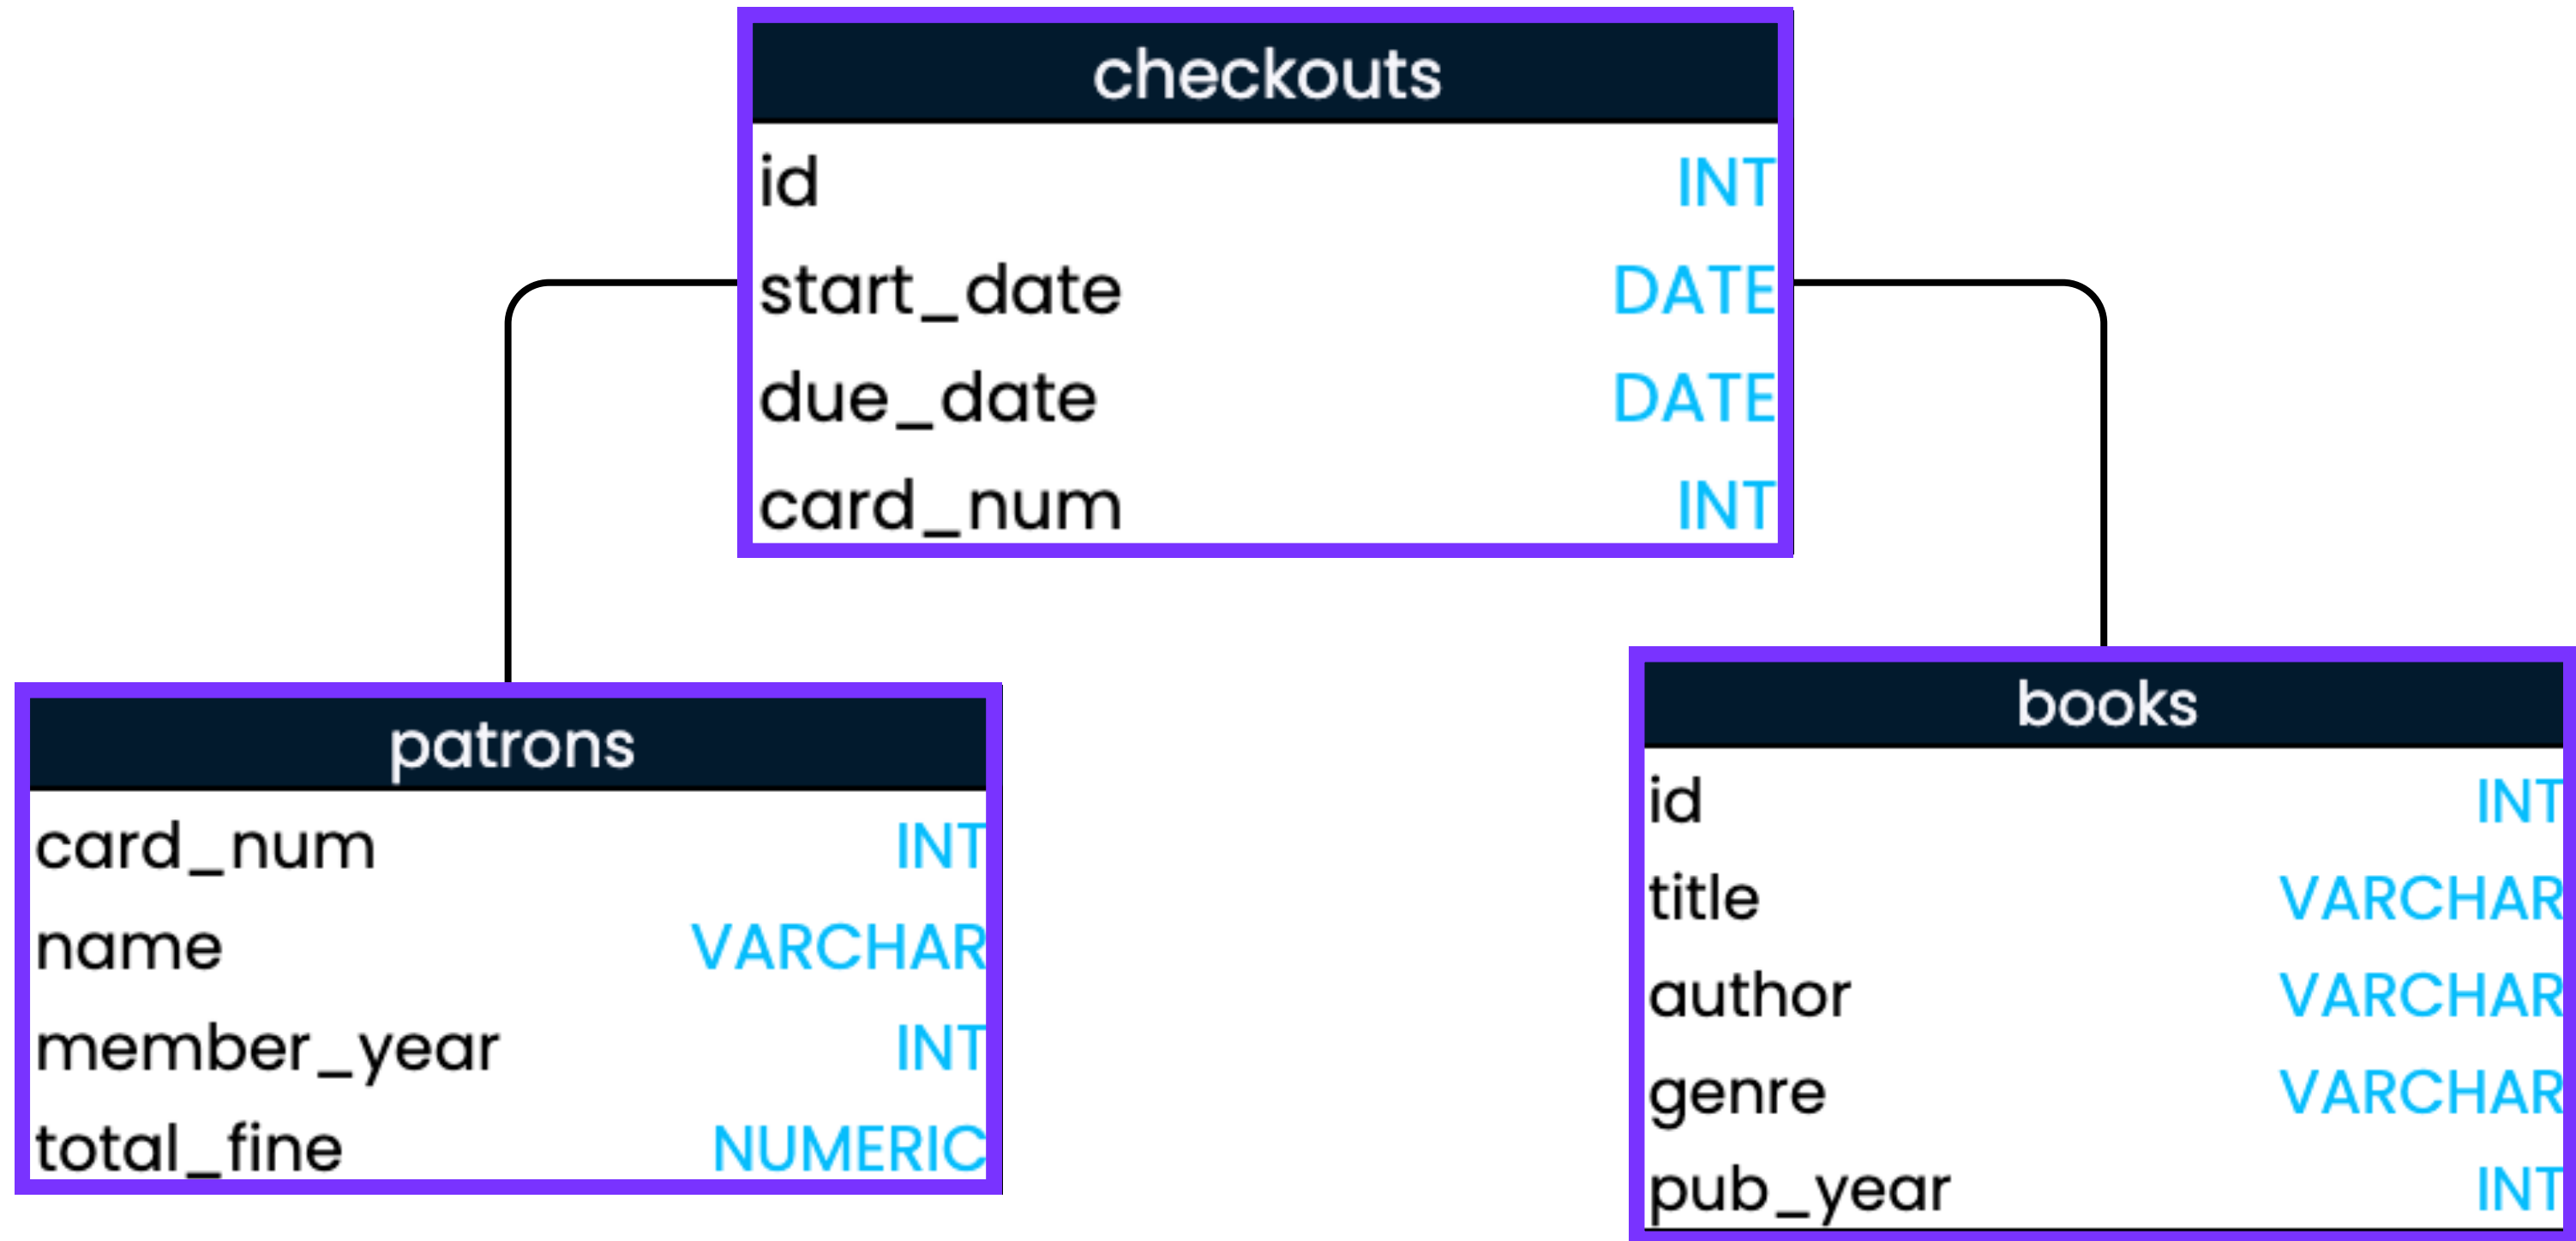 checkouts
id INT
start_date DATE
due_date DATE
card_num INT
patrons
card_num INT
name VARCHAR
member_year INT
total_fine NUMERIC
books
id INT
title VARCHAR
author VARCHAR
genre VARCHAR
pub_year INT